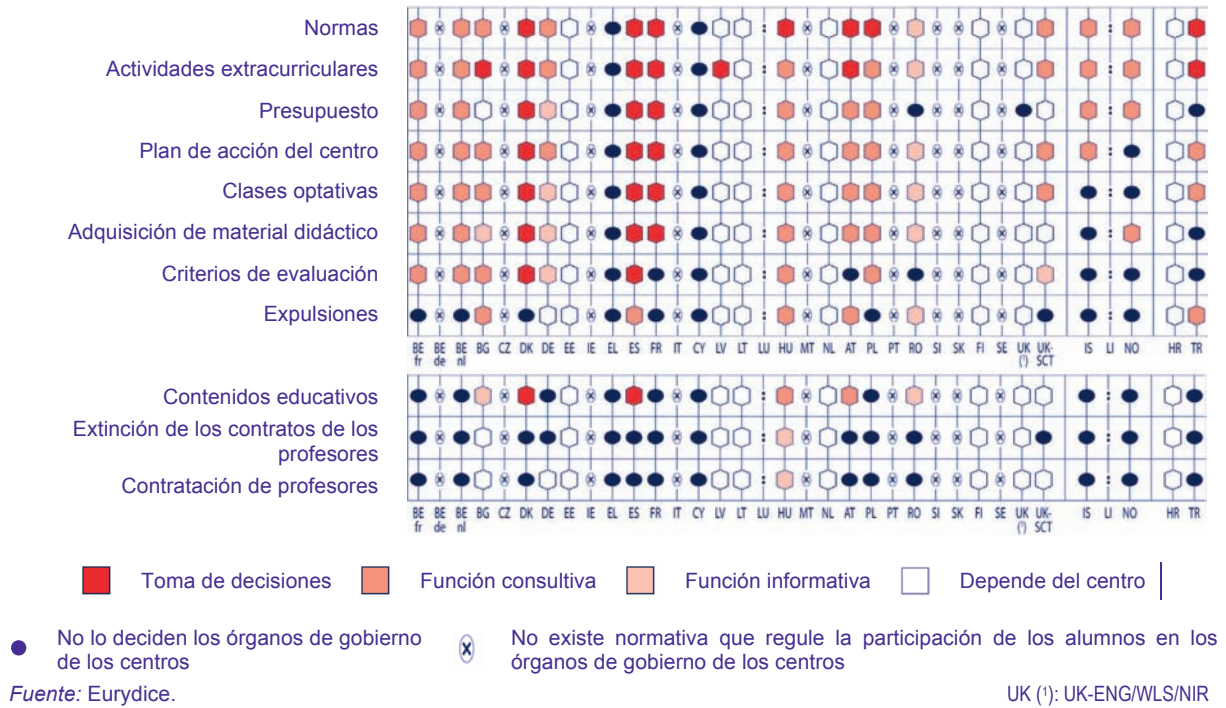 Normas
Actividades extracurriculares
Presupuesto
Plan de acción del centro
Clases optativas
Adquisición de material didáctico
Criterios de evaluación
Expulsiones
BE fr BE de BE nl BG CZ DK DE EE IE EL ES FR IT CY LV LT LU HU MT NL AT PL PT RO SI SK FI SE UK (¹) UK-SCT IS LI NO HR TR
Contenidos educativos
Extinción de los contratos de los
profesores
Contratación de profesores
BE fr BE de BE nl BG CZ DK DE EE IE EL ES FR IT CY LV LT LU HU MT NL AT PL PT RO SI SK FI SE UK (¹) UK-SCT IS LI NO HR TR
Toma de decisiones Función consultiva Función informativa Depende del centro
No lo deciden los órganos de gobierno
de los centros
No existe normativa que regule la participación de los alumnos en los
órganos de gobierno de los centros
Fuente: Eurydice.
UK (¹): UK-ENG/WLS/NIR